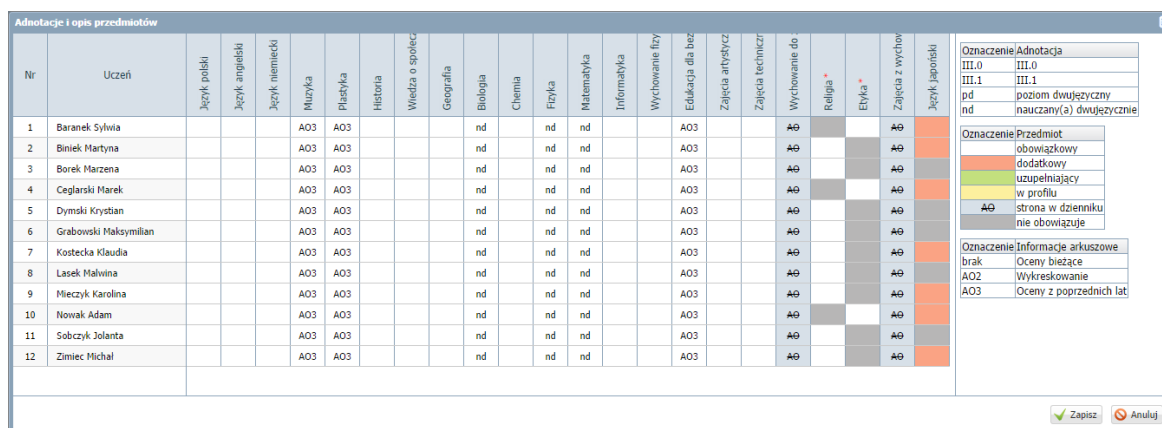 Adnotacje i opis przedmiotów
Nr Uczeń Język polski Język angielski Język niemiecki Muzyka Plastyka Historia Wiedza o społecz Geografia Biologia Chemia Fizyka Matematyka Informatyka Wychowanie fizy Edukacja dla bez Zajęcia artystycz Zajęcia techniczn Wychowanie do Religia * Etyka * Zajęcia z wychow Język japoński
1 Baranek Sylwia AO3 AO3 nd nd nd AO3 AO AO
2 Biniek Martyna AO3 AO3 nd nd nd AO3 AO AO
3 Borek Marzena AO3 AO3 nd nd nd AO3 AO AO
4 Ceglarski Marek AO3 AO3 nd nd nd AO3 AO AO
5 Dymski Krystian AO3 AO3 nd nd nd AO3 AO AO
6 Grabowski Maksymilian AO3 AO3 nd nd nd AO3 AO AO
7 Kostecka Klaudia AO3 AO3 nd nd nd AO3 AO AO
8 Lasek Malwina AO3 AO3 nd nd nd AO3 AO AO
9 Mieczyk Karolina AO3 AO3 nd nd nd AO3 AO AO
10 Nowak Adam AO3 AO3 nd nd nd AO3 AO AO
11 Sobczyk Jolanta AO3 AO3 nd nd nd AO3 AO AO
12 Zimiec Michał AO3 AO3 nd nd nd AO3 AO AO
Oznaczenie Adnotacja
III.0 III.0
III.1 III.1
pd poziom dwujęzyczny
nd nauczany(a) dwujęzycznie
Oznaczenie Przedmiot
obowiązkowy
dodatkowy
uzupełniający
w profilu
AO strona w dzienniku
nie obowiązuje
Oznaczenie Informacje arkuszowe
brak Oceny bieżące
AO2 Wykreskowanie
AO3 Oceny z poprzednich lat
Zapisz Anuluj